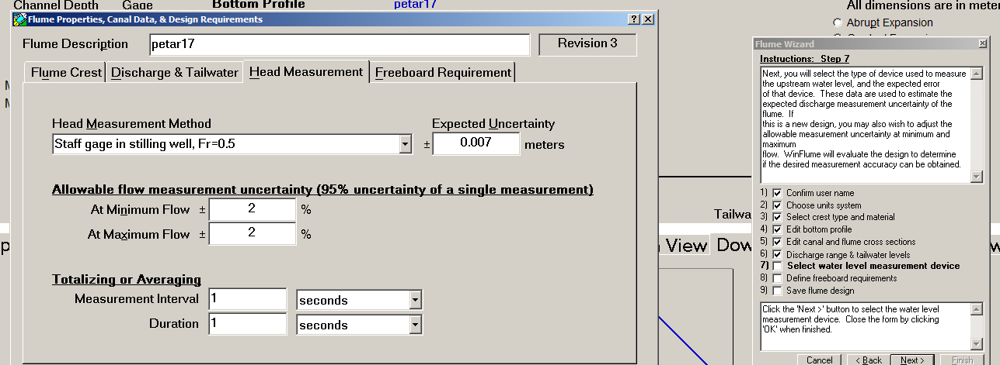 Channel Depth Gage Bottom Profile petar17 All dimensions are in meter
Flume Properties, Canal Data, & Design Requirements
Abrupt Expansion
Flume Description petar17 Revision 3
Flume Wizard
Flume Crest Discharge & Tailwater Head Measurement Freeboard Requirement
Instructions: Step 7
Next, you will select the type of device used to measure
the upstream water level, and the expected error
of that device. These data are used to estimate the
expected discharge measurement uncertainty of the
flume. If
this is a new design, you may also wish to adjust the
allowable measurement uncertainty at minimum and
maximum
flow. WinFlume will evaluate the design to determine
if the desired measurement accuracy can be obtained.
Head Measurement Method Expected Uncertainty
Staff gage in stilling well, Fr=0.5 ± 0.007 meters
Allowable flow measurement uncertainty (95% uncertainty of a single measurement)
At Minimum Flow ± 2 %
At Maximum Flow ± 2 %
Totalizing or Averaging
Measurement Interval 1 seconds
Duration 1 seconds
Tailwa
View Dow
1) Confirm user name
2) Choose units system
3) Select crest type and material
4) Edit bottom profile
5) Edit canal and flume cross sections
6) Discharge range & tailwater levels
7) Select water level measurement device
8) Define freeboard requirements
9) Save flume design
Click the 'Next >' button to select the water level
measurement device. Close the form by clicking
'OK' when finished.
Cancel < Back Next > Finish